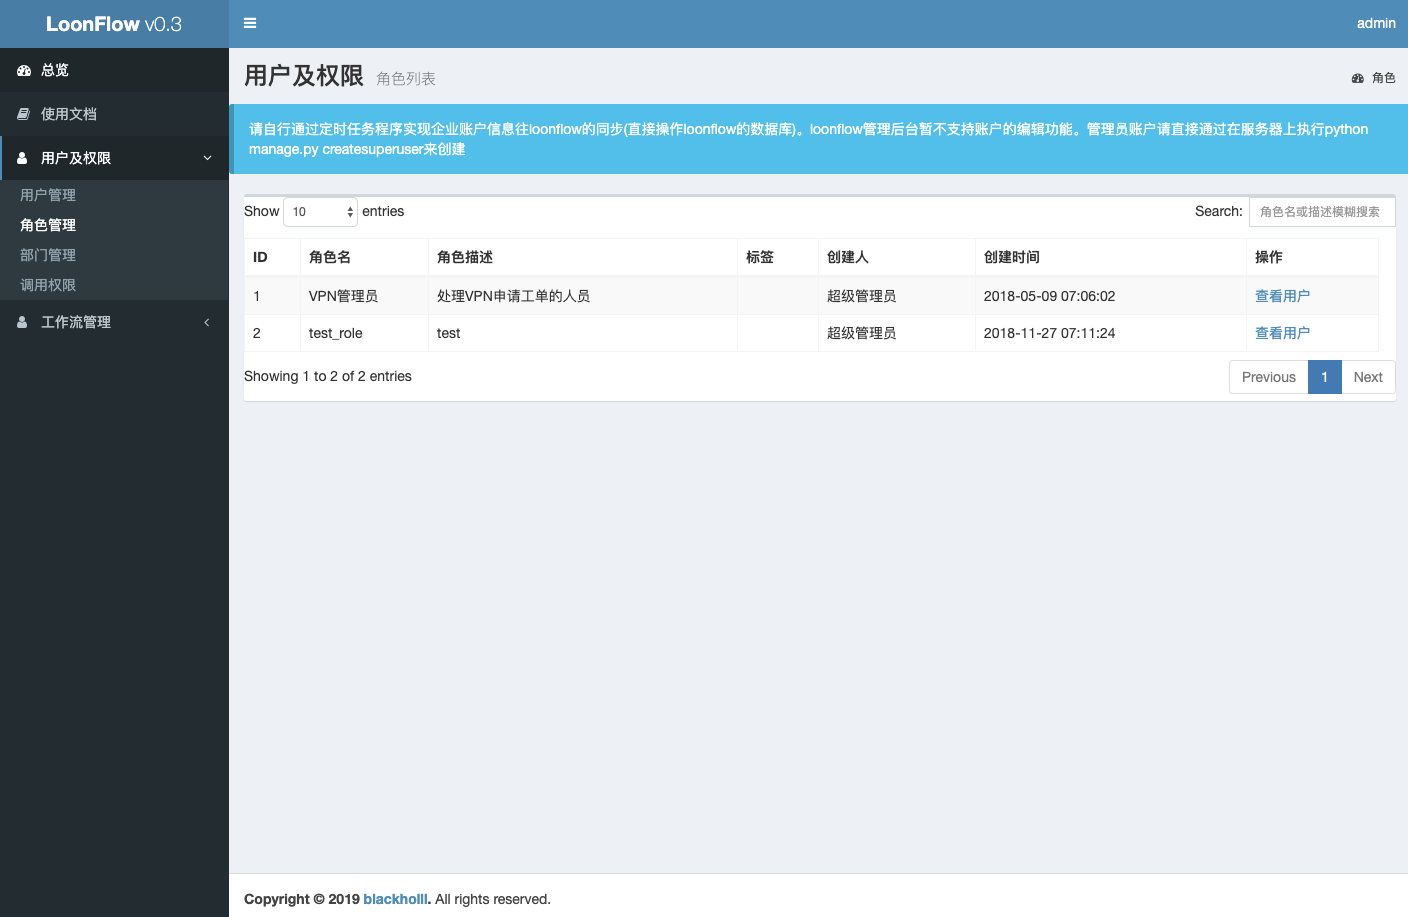 LoonFlow v0.3
admin
总览
使用文档
用户及权限
用户管理
角色管理
部门管理
调用权限
工作流管理
用户及权限 角色列表
角色
请自行通过定时任务程序实现企业账户信息往loonflow的同步(直接操作loonflow的数据库)。loonflow管理后台暂不支持账户的编辑功能。管理员账户请直接通过在服务器上执行python
manage.py createsuperuser来创建
Show 10 entries
Search: 角色名或描述模糊搜索
ID 角色名 角色描述 标签 创建人 创建时间 操作
1 VPN管理员 处理VPN申请工单的人员 超级管理员 2018-05-09 07:06:02 查看用户
2 test_role test 超级管理员 2018-11-27 07:11:24 查看用户
Showing 1 to 2 of 2 entries
Previous 1 Next
Copyright © 2019 blackholll. All rights reserved.